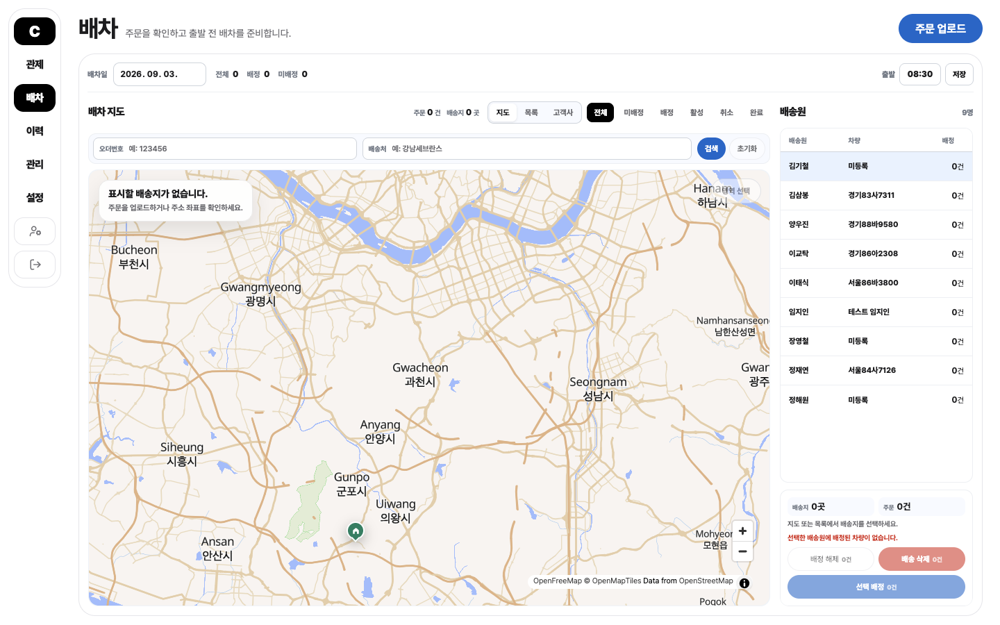 C
관제
배차
이력
관리
설정
배차
주문을 확인하고 출발 전 배차를 준비합니다.
주문 업로드
배차일
2026. 09. 03.
전체 0 배정 0 미배정 0
출발
08:30
저장
배차 지도
주문 0 건 배송지 0 곳
지도 목록 고객사
전체 미배정 배정 활성 취소 완료
오더번호 예: 123456
배송처 예: 강남세브란스
검색
초기화
표시할 배송지가 없습니다.
주문을 업로드하거나 주소 좌표를 확인하세요.
Hanam
하남시
영역 선택
Bucheon
부천시
Gwangmyeong
광명시
Namhansanseong
남한산성면
Gwacheon
과천시
Seongnam
성남시
Gwan
광주
Anyang
안양시
Siheung
시흥시
Gunpo
군포시
Uiwang
의왕시
Ansan
안산시
Mohyeon
모현읍
OpenFreeMap © OpenMapTiles Data from OpenStreetMap
Pogok
배송원
9명
배송원 차량 배정
김기철 미등록 0건
김삼봉 경기83사7311 0건
양우진 경기88바9580 0건
이교탁 경기86아2308 0건
이태식 서울86바3800 0건
임지인 테스트 임지인 0건
장영철 미등록 0건
정재연 서울84사7126 0건
정해원 미등록 0건
배송지 0곳
주문 0건
지도 또는 목록에서 배송지를 선택하세요.
선택한 배송원에 배정된 차량이 없습니다.
배정 해제 0건
배송 삭제 0건
선택 배정 0건